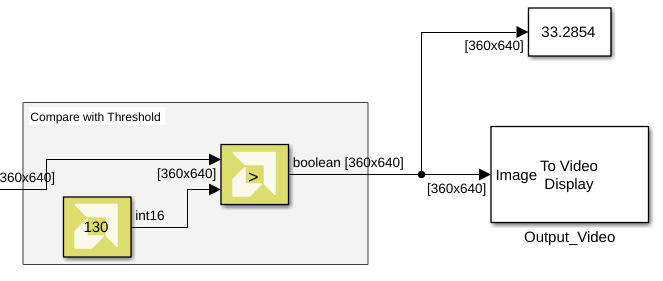 33.2854
[360x640]
Compare with Threshold
360x640]
[360x640]
>
boolean [360x640]
130
int16
[360x640]
Image
To Video
Display
Output_Video